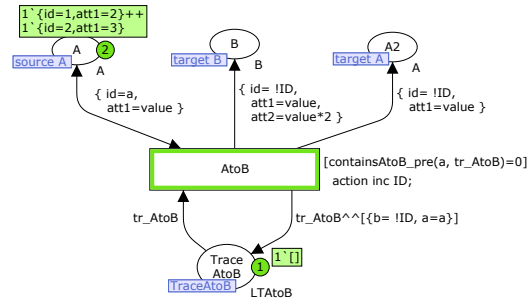 1`{id=1,att1=2}++
1`{id=2,att1=3}
A
2
source A
A
B
target B
B
A2
target A
A
{ id=a,
att1=value }
{ id= !ID,
att1=value,
att2=value*2 }
{ id= !ID,
att1=value }
AtoB
[containsAtoB_pre(a, tr_AtoB)=0]
action inc ID;
tr_AtoB
tr_AtoB^^[{b= !ID, a=a}]
Trace
AtoB
1
1`[]
TraceAtoB
LTAtoB